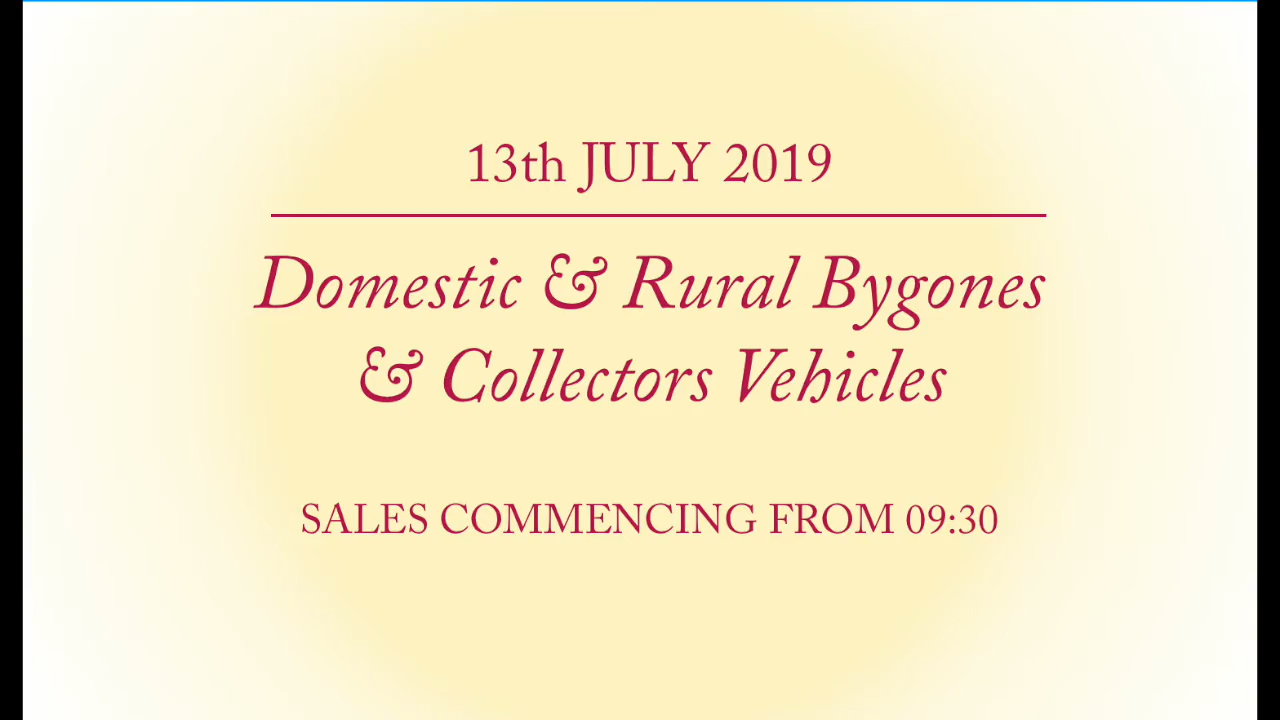 13th JULY 2019
Domestic & Rural Bygones
& Collectors Vehicles
SALES COMMENCING FROM 09:30